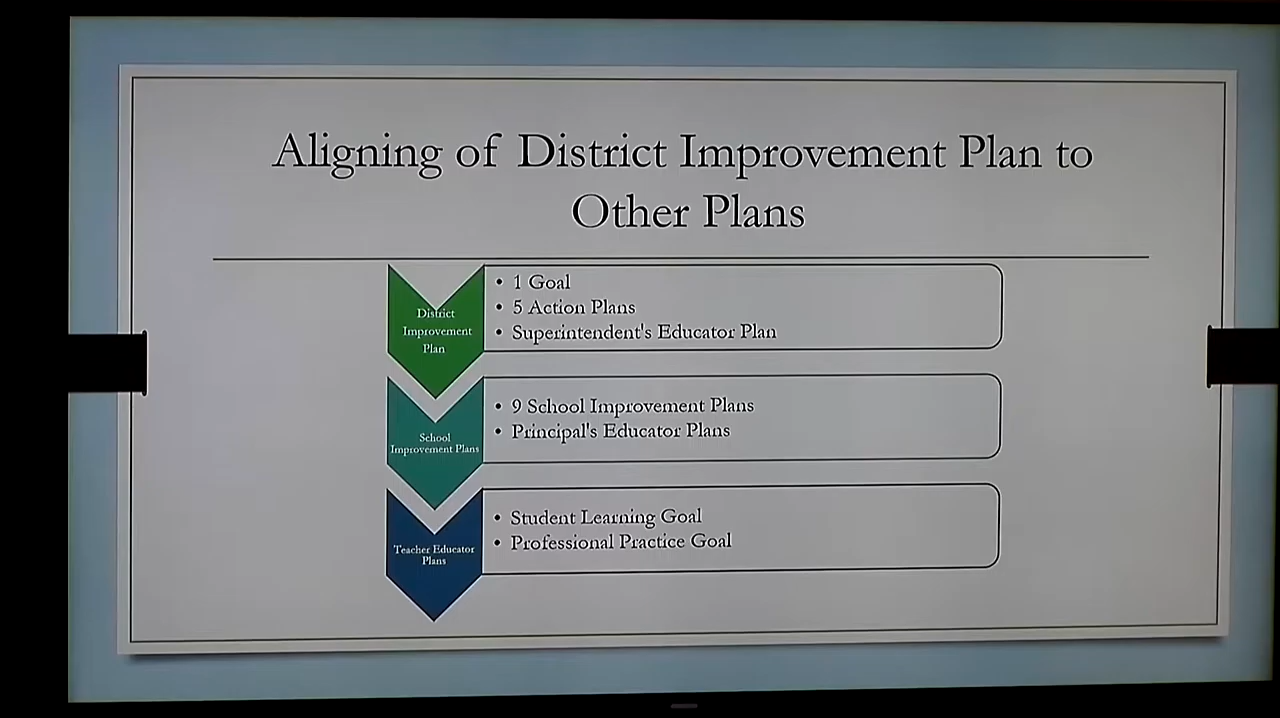 Aligning of District Improvement Plan to
Other Plans
District
Improvement
Plan
• 1 Goal
• 5 Action Plans
• Superintendent's Educator Plan
School
Improvement Plans
• 9 School Improvement Plans
• Principal's Educator Plans
Teacher Educator
Plans
• Student Learning Goal
• Professional Practice Goal